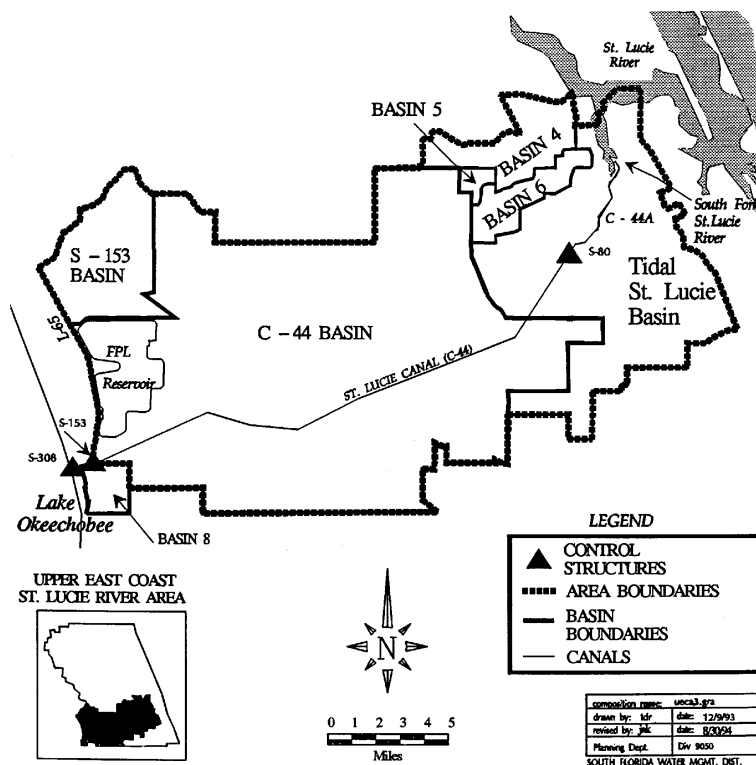 St. Lucie
River
BASIN 5
BASIN 4
BASIN 6
South For
St.Lucie
River
C - 44A
S-80
S - 153
BASIN
Tidal
St. Lucie
Basin
L-65
C - 44 BASIN
FPL
Reservoir
ST. LUCIE CANAL (C-44)
S-153
S-308
Lake
Okeechobee
BASIN 8
LEGEND
CONTROL
STRUCTURES
AREA BOUNDARIES
BASIN
BOUNDARIES
CANALS
UPPER EAST COAST
ST. LUCIE RIVER AREA
N
0 1 2 3 4 5
Miles
composition name: ueca3.gra
drawn by: tdr date: 12/9/93
revised by: jnk date: 8/30/94
Planning Dept. Div 9050
SOUTH FLORIDA WATER MGMT. DIST.